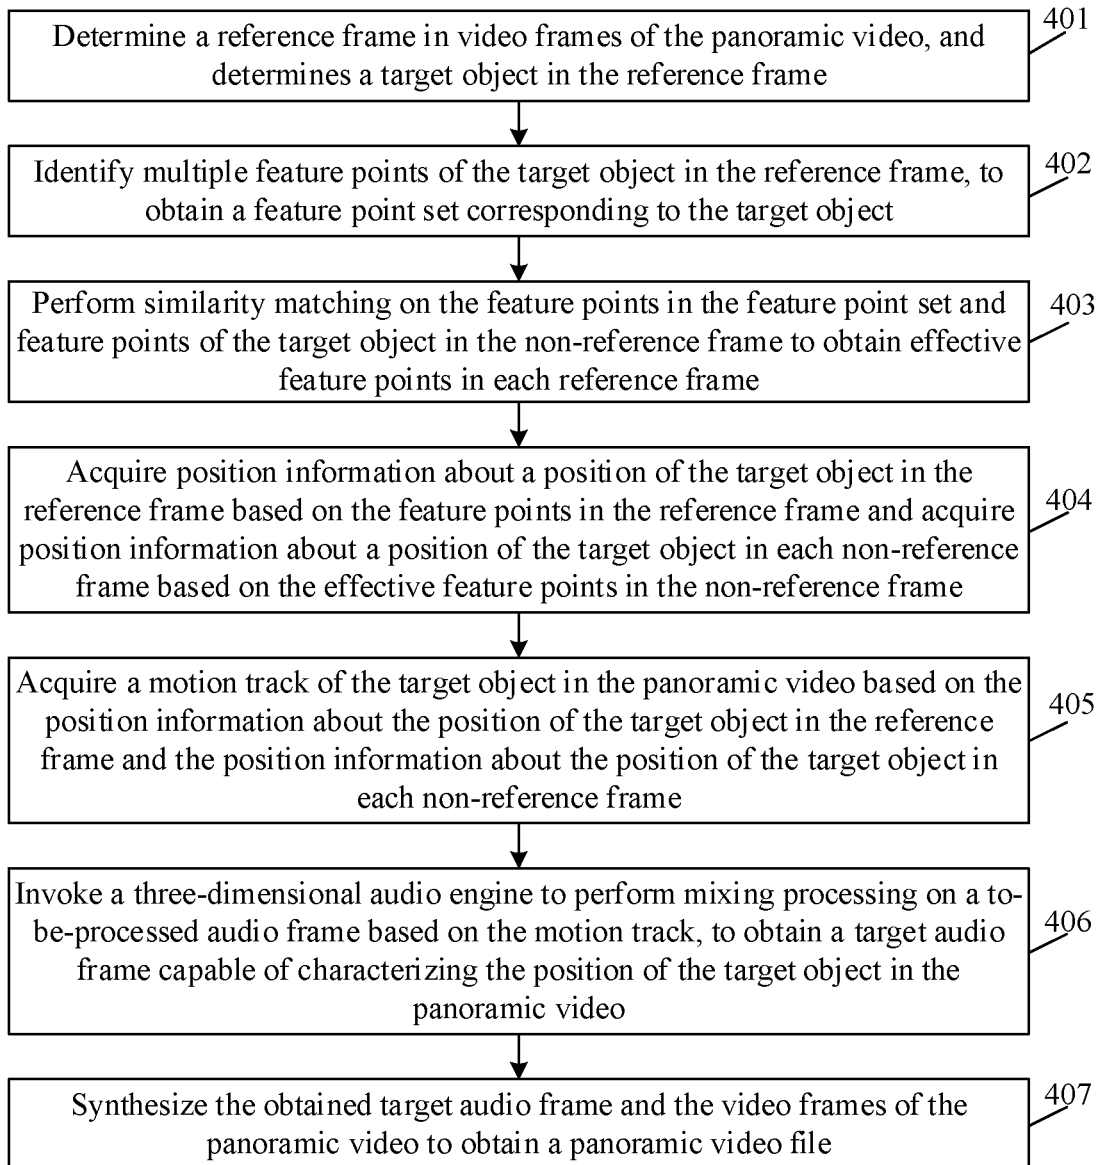 Determine a reference frame in video frames of the panoramic video, and
determines a target object in the reference frame
401
Identify multiple feature points of the target object in the reference frame, to
obtain a feature point set corresponding to the target object
402
Perform similarity matching on the feature points in the feature point set and
feature points of the target object in the non-reference frame to obtain effective
feature points in each reference frame
403
Acquire position information about a position of the target object in the
reference frame based on the feature points in the reference frame and acquire
position information about a position of the target object in each non-reference
frame based on the effective feature points in the non-reference frame
404
Acquire a motion track of the target object in the panoramic video based on the
position information about the position of the target object in the reference
frame and the position information about the position of the target object in
each non-reference frame
405
Invoke a three-dimensional audio engine to perform mixing processing on a to-
be-processed audio frame based on the motion track, to obtain a target audio
frame capable of characterizing the position of the target object in the
panoramic video
406
Synthesize the obtained target audio frame and the video frames of the
panoramic video to obtain a panoramic video file
407